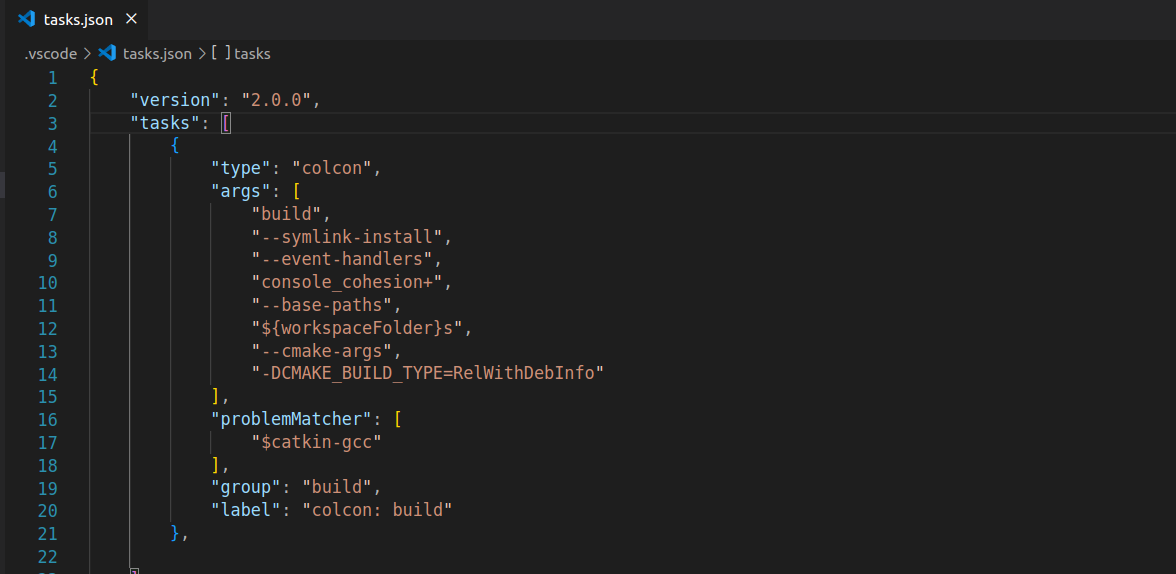 tasks.json ×
.vscode > tasks.json > [ ] tasks
1 {
2     "version": "2.0.0",
3     "tasks": [
4         {
5             "type": "colcon",
6             "args": [
7                 "build",
8                 "--symlink-install",
9                 "--event-handlers",
10                 "console_cohesion+",
11                 "--base-paths",
12                 "${workspaceFolder}s",
13                 "--cmake-args",
14                 "-DCMAKE_BUILD_TYPE=RelWithDebInfo"
15             ],
16             "problemMatcher": [
17                 "$catkin-gcc"
18             ],
19             "group": "build",
20             "label": "colcon: build"
21         },
22